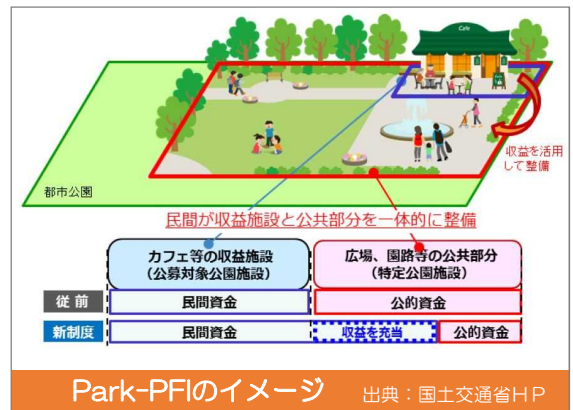 Cafe
収益を活用
して整備
都市公園
民間が収益施設と公共部分を一体的に整備
カフェ等の収益施設
（公募対象公園施設）
広場、園路等の公共部分
（特定公園施設）
従前
民間資金
公的資金
新制度
民間資金
収益を充当
公的資金
Park-PFIのイメージ 出典：国土交通省ＨＰ